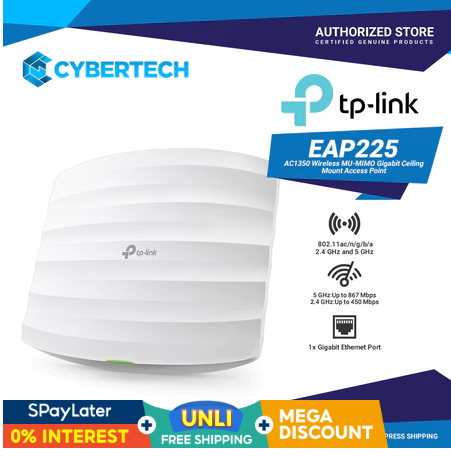 AUTHORIZED STORE
CERTIFIED GENUINE PRODUCTS
CYBERTECH
tp-link
EAP225
AC1350 Wireless MU-MIMO Gigabit Ceiling
Mount Access Point
802.11ac/n/g/b/a
2.4 GHz and 5 GHz
tp-link
5 GHz:Up to 867 Mbps
2.4 GHz:Up to 450 Mbps
1x Gigabit Ethernet Port
SPayLater
0% INTEREST
+
UNLI
FREE SHIPPING
+
MEGA
DISCOUNT
PRESS SHIPPING